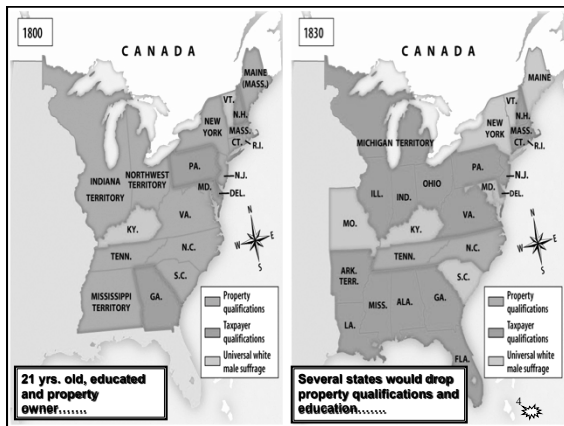 1800
CANADA
MAINE
(MASS.)
VT.
N.H.
NEW
YORK
MASS.
CT.
R.I.
PA.
N.J.
MD.
DEL.
INDIANA
TERRITORY
NORTHWEST
TERRITORY
VA.
KY.
N.C.
TENN.
S.C.
MISSISSIPPI
TERRITORY
GA.
N
W
E
S
Property
qualifications
Taxpayer
qualifications
Universal white
male suffrage
21 yrs. old, educated
and property
owner.......
1830
CANADA
MAINE
VT.
N.H.
NEW
YORK
MASS.
CT.
R.I.
MICHIGAN TERRITORY
PA.
N.J.
OHIO
MD.
DEL.
ILL.
IND.
VA.
MO.
KY.
N.C.
TENN.
ARK.
TERR.
S.C.
MISS.
ALA.
GA.
LA.
FLA.
N
W
E
S
Property
qualifications
Taxpayer
qualifications
Universal white
male suffrage
Several states would drop
property qualifications and
education.......
4